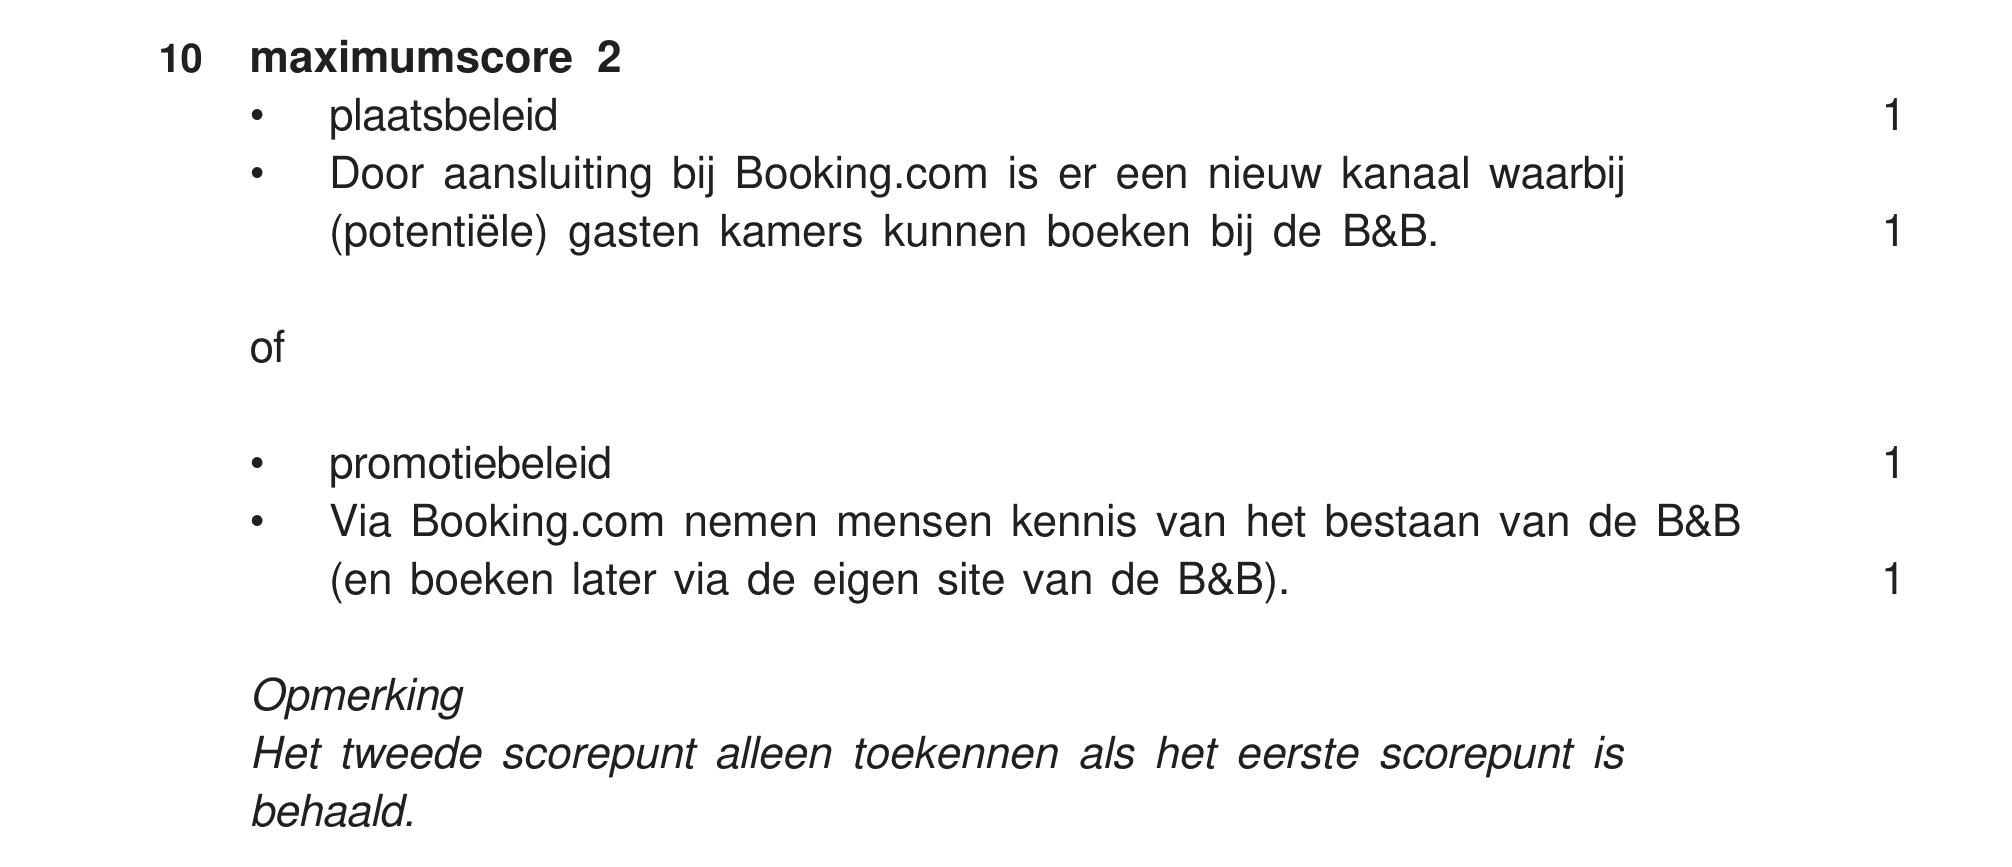 10 maximumscore 2
• plaatsbeleid 1
• Door aansluiting bij Booking.com is er een nieuw kanaal waarbij
(potentiële) gasten kamers kunnen boeken bij de B&B. 1
of
• promotiebeleid 1
• Via Booking.com nemen mensen kennis van het bestaan van de B&B
(en boeken later via de eigen site van de B&B). 1
Opmerking
Het tweede scorepunt alleen toekennen als het eerste scorepunt is
behaald.